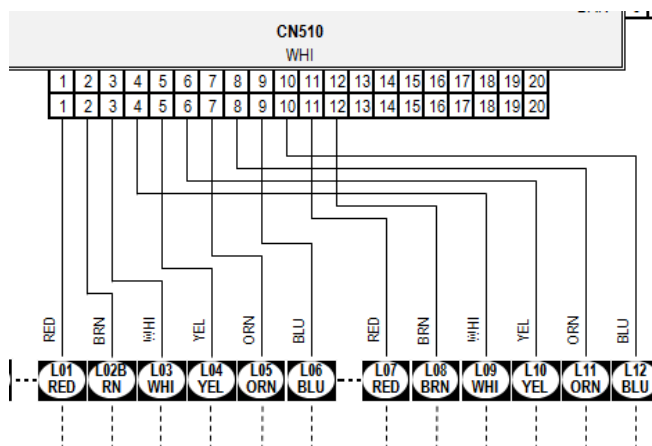 CN510
WHI
1 2 3 4 5 6 7 8 9 10 11 12 13 14 15 16 17 18 19 20
1 2 3 4 5 6 7 8 9 10 11 12 13 14 15 16 17 18 19 20
RED BRN WHI YEL ORN BLU RED BRN WHI YEL ORN BLU
L01 L02B L03 L04 L05 L06 L07 L08 L09 L10 L11 L12
RED RN WHI YEL ORN BLU RED BRN WHI YEL ORN BLU